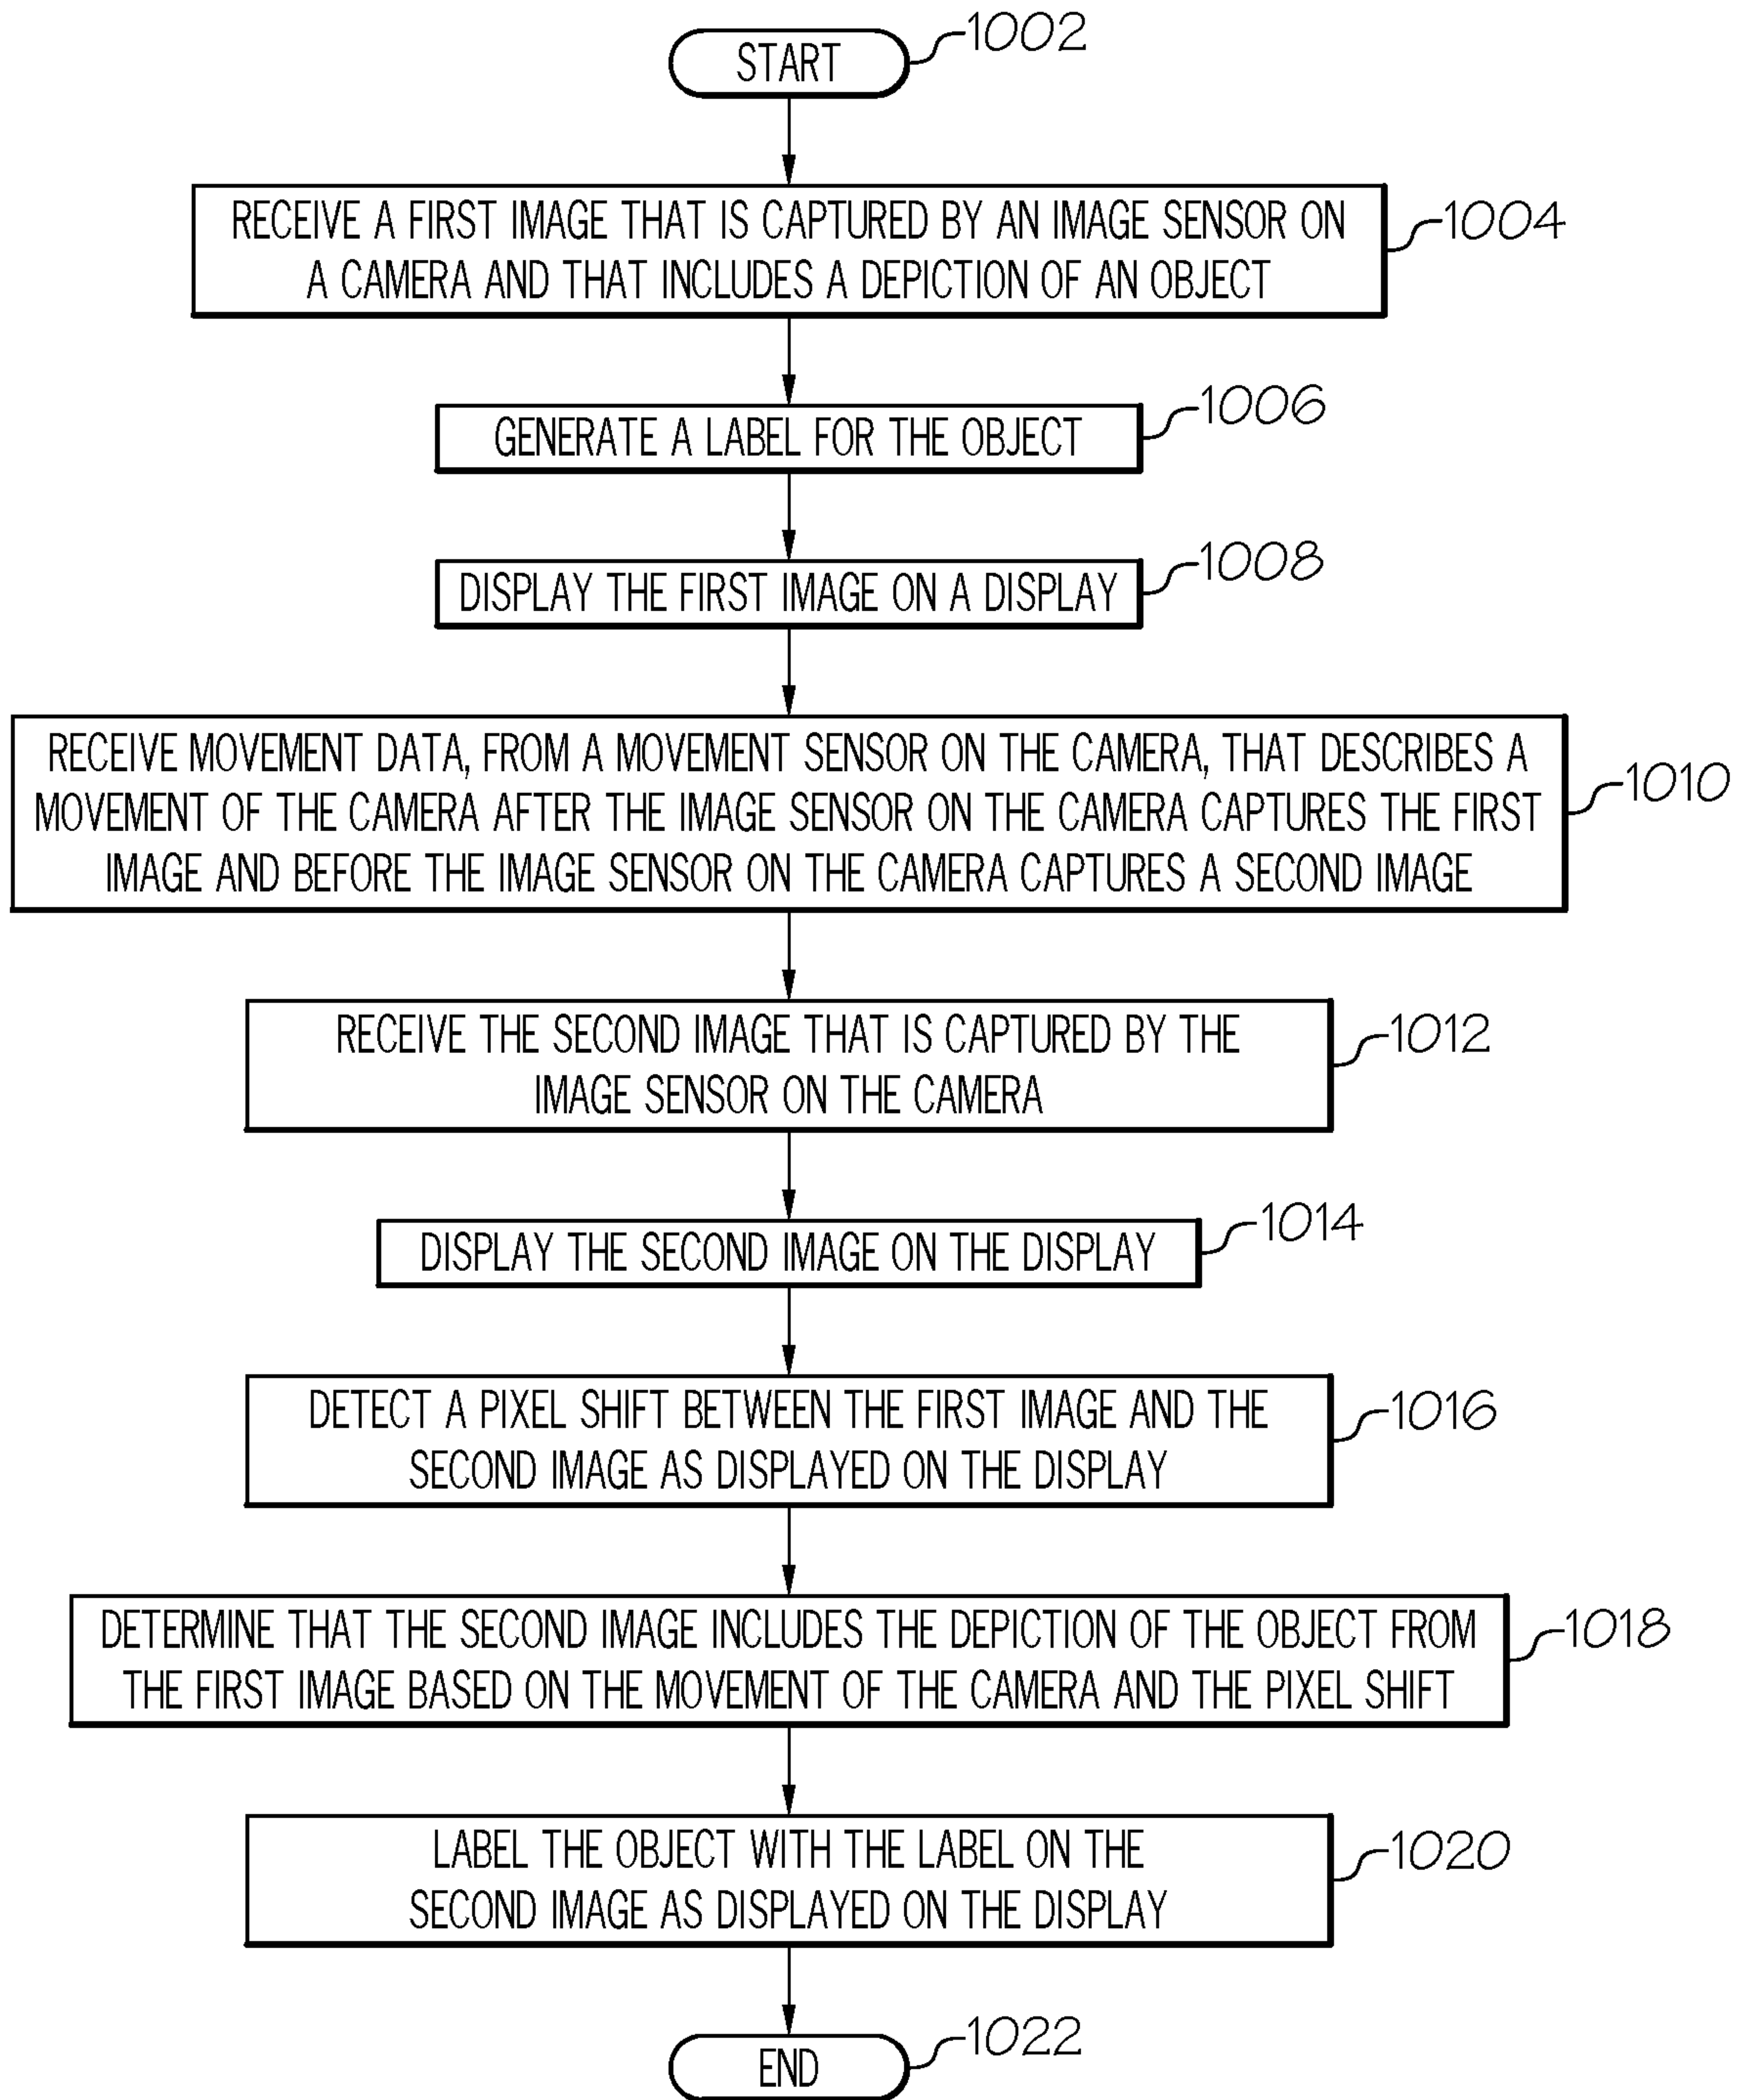 START
1002
RECEIVE A FIRST IMAGE THAT IS CAPTURED BY AN IMAGE SENSOR ON
A CAMERA AND THAT INCLUDES A DEPICTION OF AN OBJECT
1004
GENERATE A LABEL FOR THE OBJECT
1006
DISPLAY THE FIRST IMAGE ON A DISPLAY
1008
RECEIVE MOVEMENT DATA, FROM A MOVEMENT SENSOR ON THE CAMERA, THAT DESCRIBES A
MOVEMENT OF THE CAMERA AFTER THE IMAGE SENSOR ON THE CAMERA CAPTURES THE FIRST
IMAGE AND BEFORE THE IMAGE SENSOR ON THE CAMERA CAPTURES A SECOND IMAGE
1010
RECEIVE THE SECOND IMAGE THAT IS CAPTURED BY THE
IMAGE SENSOR ON THE CAMERA
1012
DISPLAY THE SECOND IMAGE ON THE DISPLAY
1014
DETECT A PIXEL SHIFT BETWEEN THE FIRST IMAGE AND THE
SECOND IMAGE AS DISPLAYED ON THE DISPLAY
1016
DETERMINE THAT THE SECOND IMAGE INCLUDES THE DEPICTION OF THE OBJECT FROM
THE FIRST IMAGE BASED ON THE MOVEMENT OF THE CAMERA AND THE PIXEL SHIFT
1018
LABEL THE OBJECT WITH THE LABEL ON THE
SECOND IMAGE AS DISPLAYED ON THE DISPLAY
1020
END
1022